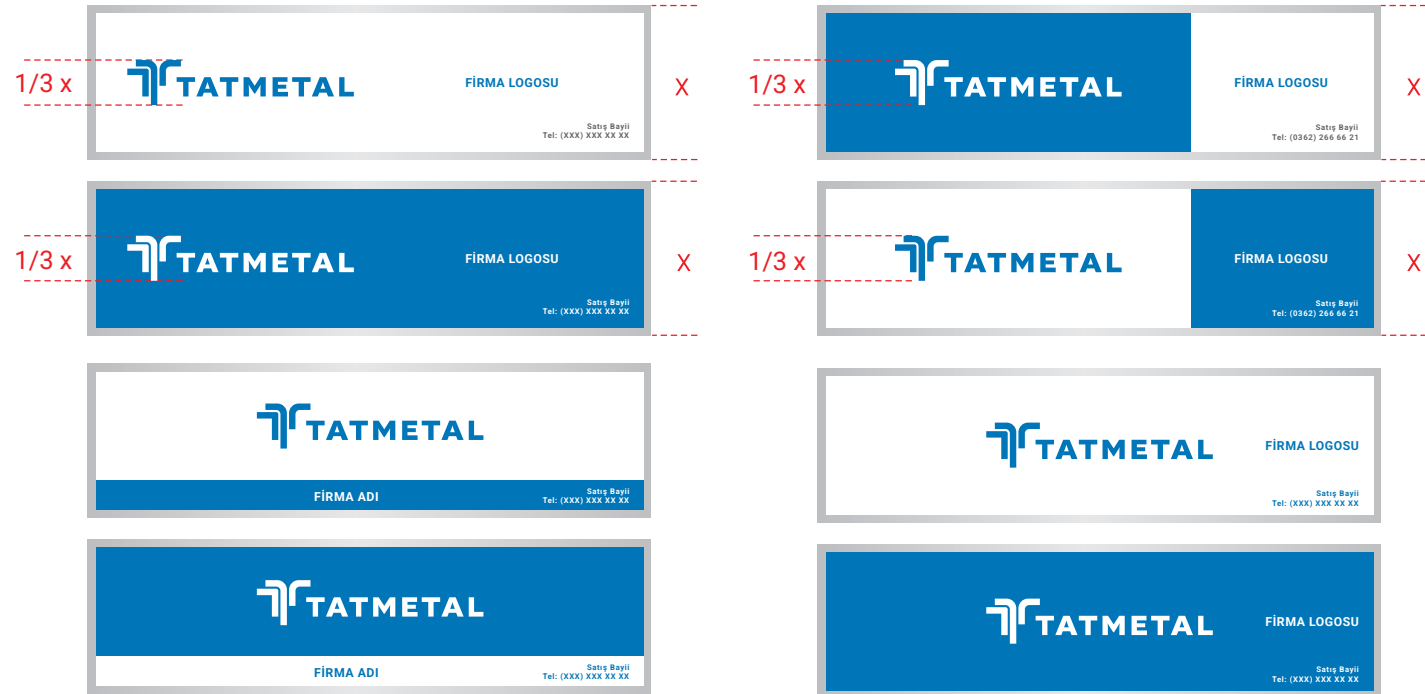 1/3 x
TATMETAL
FİRMA LOGOSU
Satış Bayii
Tel: (XXX) XXX XX XX
X
1/3 x
TATMETAL
FİRMA LOGOSU
Satış Bayii
Tel: (0362) 266 66 21
X
1/3 x
TATMETAL
FİRMA LOGOSU
Satış Bayii
Tel: (XXX) XXX XX XX
X
1/3 x
TATMETAL
FİRMA LOGOSU
Satış Bayii
Tel: (0362) 266 66 21
X
TATMETAL
FİRMA ADI
Satış Bayii
Tel: (XXX) XXX XX XX
TATMETAL
FİRMA LOGOSU
Satış Bayii
Tel: (XXX) XXX XX XX
TATMETAL
FİRMA ADI
Satış Bayii
Tel: (XXX) XXX XX XX
TATMETAL
FİRMA LOGOSU
Satış Bayii
Tel: (XXX) XXX XX XX